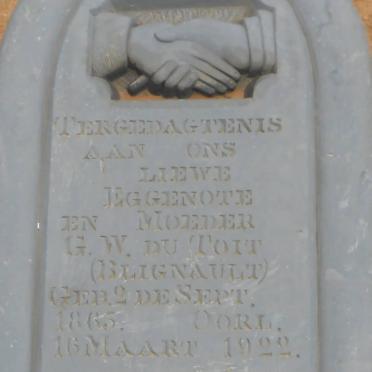 TERGEDAGTENIS
AAN ONS
LIEWE
EGGENOTE
EN MOEDER
G. W. DU TOIT
(BLIGNAULT)
GEB. 2 DE SEPT.
1865. OORL.
16 MAART 1922.